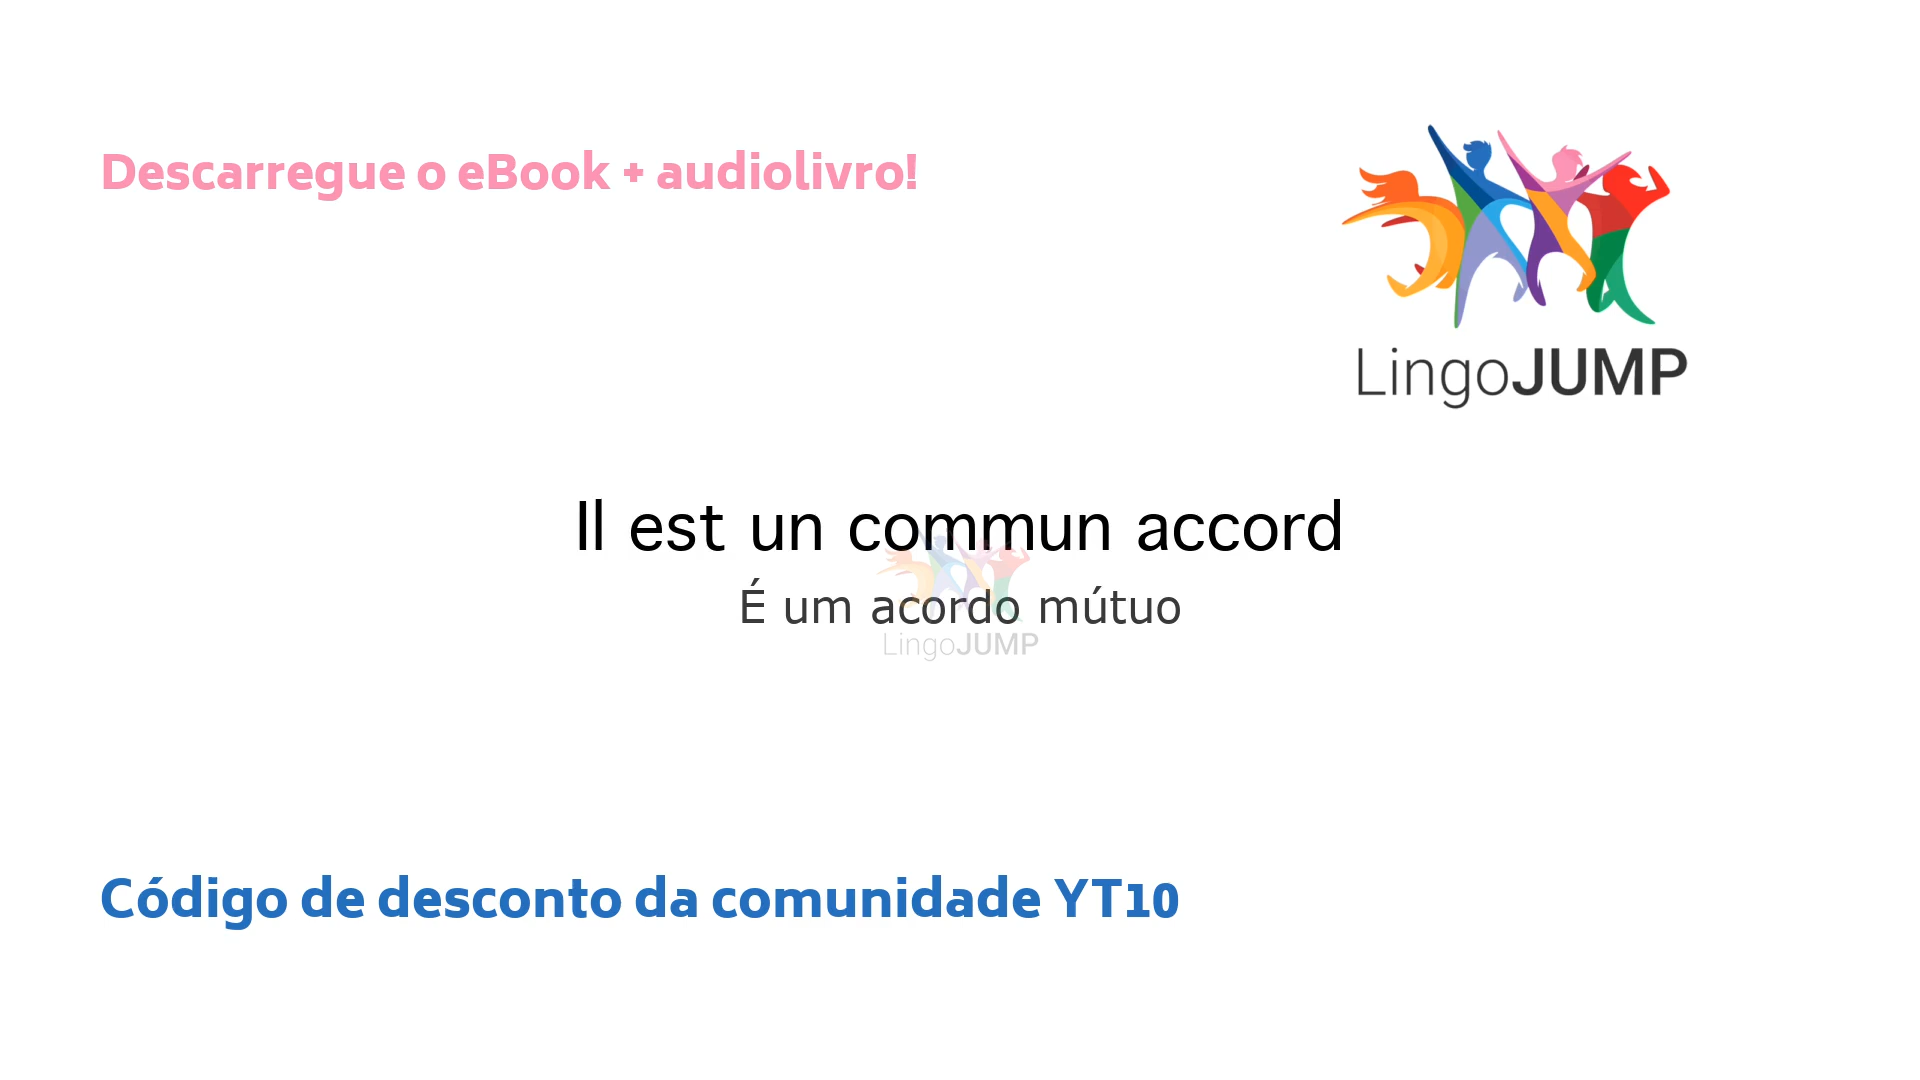 Descarregue o eBook + audiolivro!
LingoJUMP
Il est un commun accord
É um acordo mútuo
LingoJUMP
Código de desconto da comunidade YT10